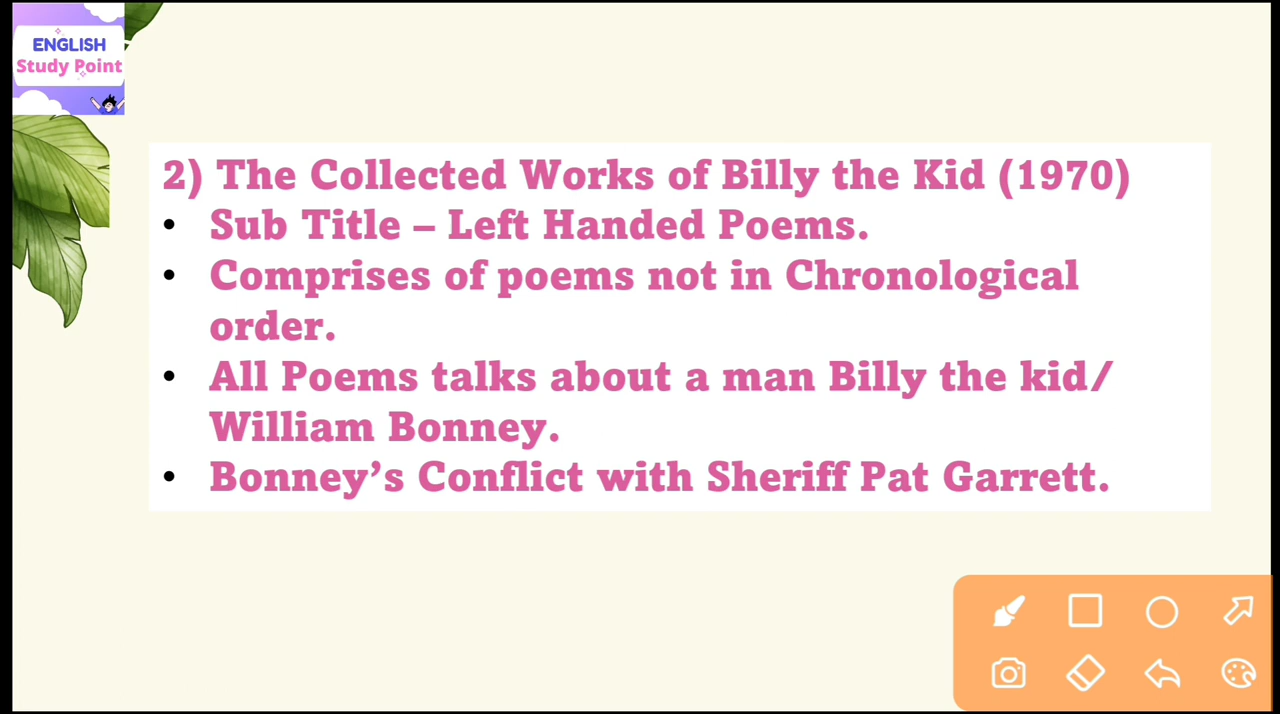 ENGLISH
Study Point
2) The Collected Works of Billy the Kid (1970)
• Sub Title – Left Handed Poems.
• Comprises of poems not in Chronological
order.
• All Poems talks about a man Billy the kid/
William Bonney.
• Bonney’s Conflict with Sheriff Pat Garrett.